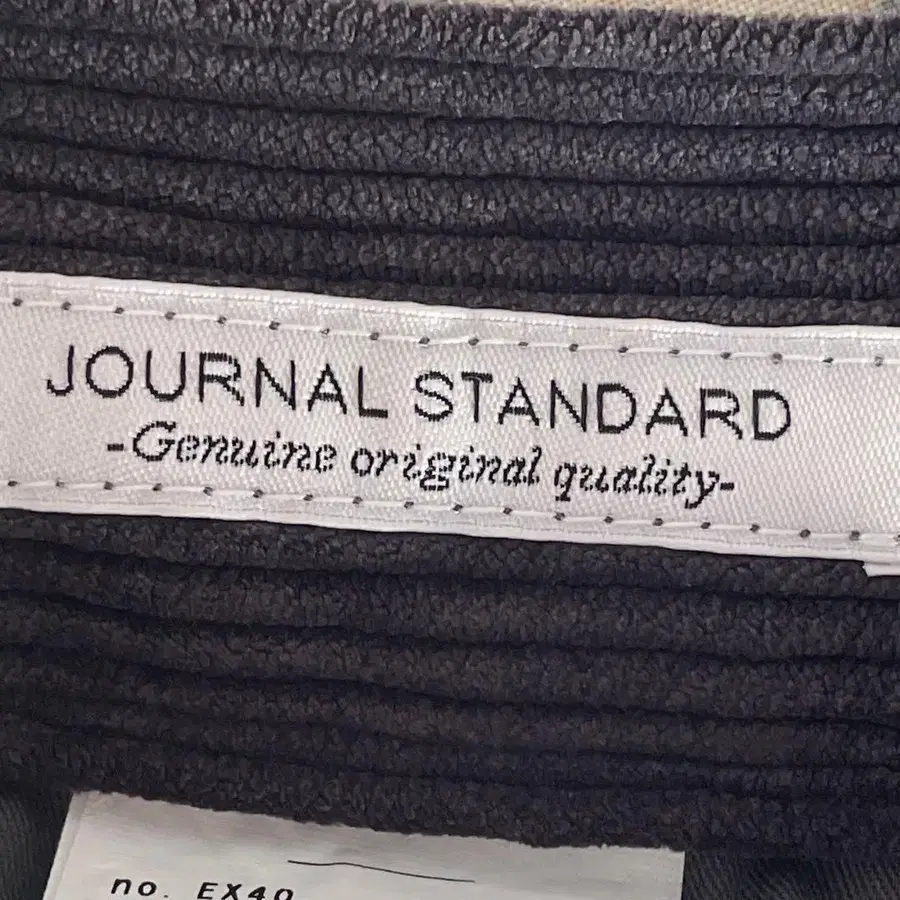 JOURNAL STANDARD
-Genuine original quality-
no. EX40